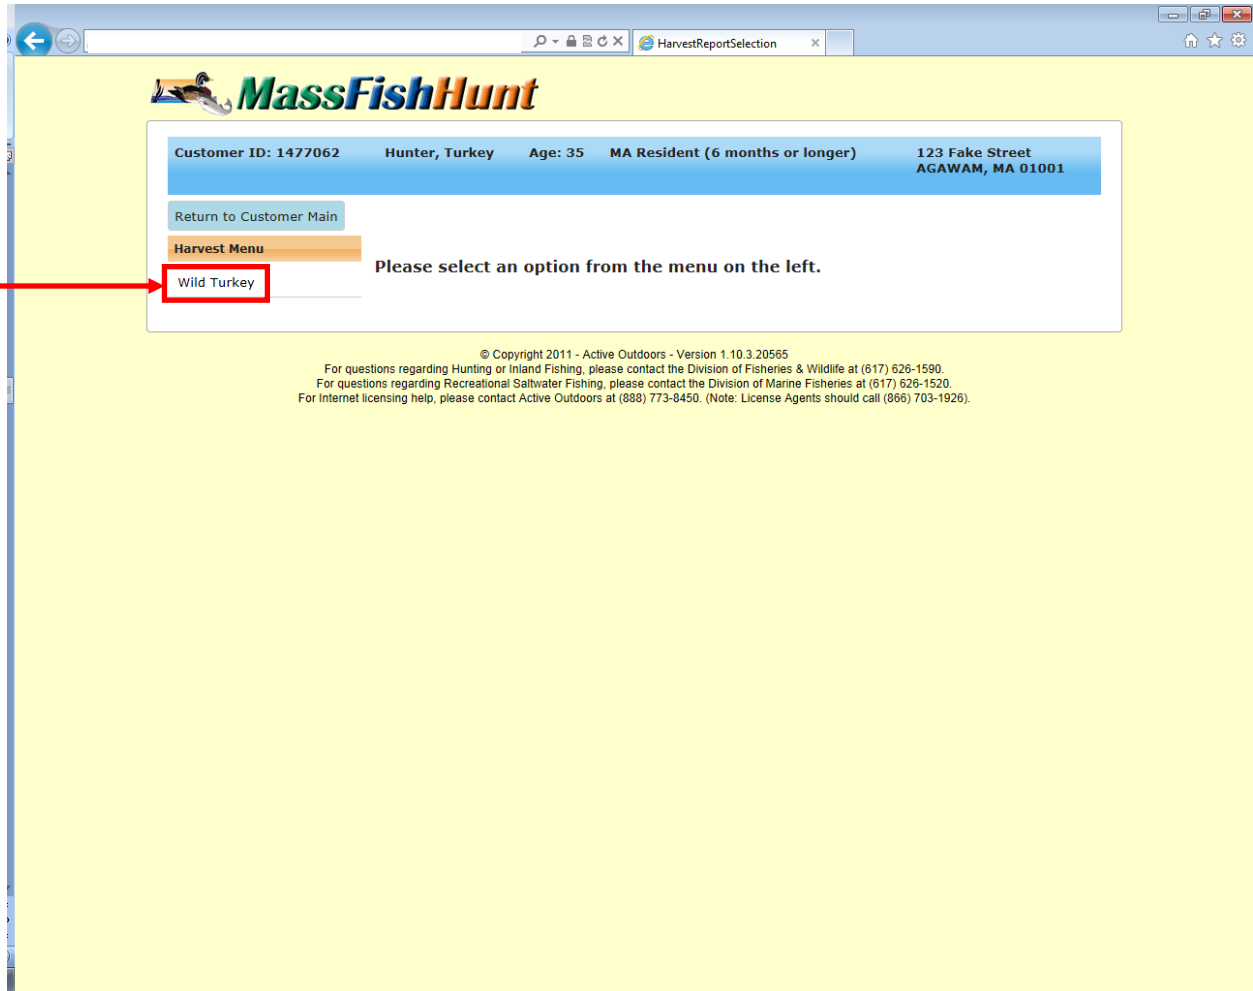 HarvestReportSelection
MassFishHunt
Customer ID: 1477062 Hunter, Turkey Age: 35 MA Resident (6 months or longer) 123 Fake Street
AGAWAM, MA 01001
Return to Customer Main
Harvest Menu
Please select an option from the menu on the left.
Wild Turkey
© Copyright 2011 - Active Outdoors - Version 1.10.3.20565
For questions regarding Hunting or Inland Fishing, please contact the Division of Fisheries & Wildlife at (617) 626-1590.
For questions regarding Recreational Saltwater Fishing, please contact the Division of Marine Fisheries at (617) 626-1520.
For Internet licensing help, please contact Active Outdoors at (888) 773-8450. (Note: License Agents should call (866) 703-1926).